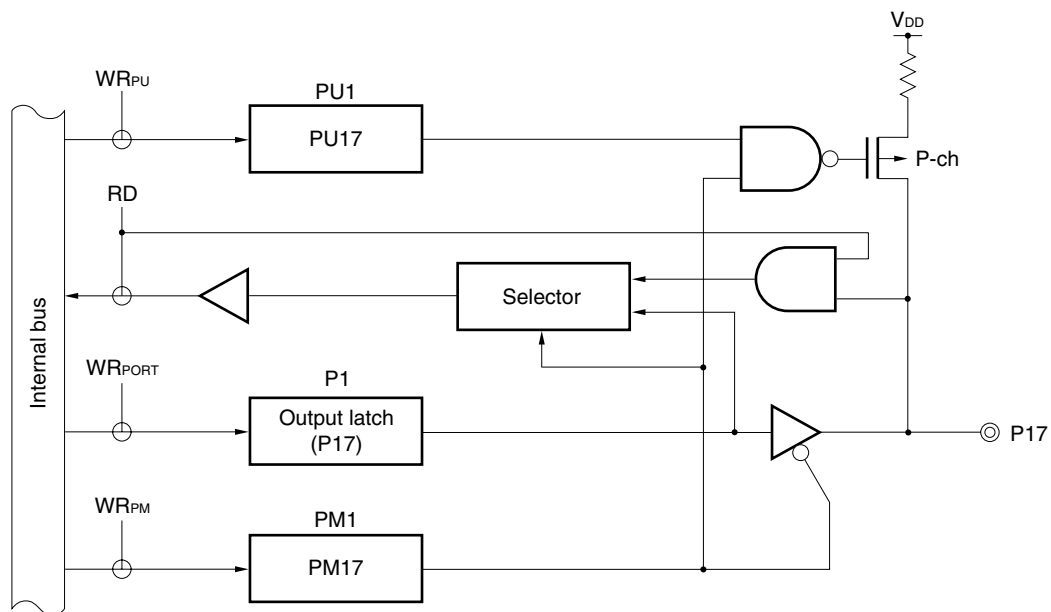 VDD
WRPU
PU1
PU17
P-ch
RD
Selector
Internal bus
WRPORT
P1
Output latch
(P17)
P17
WRPM
PM1
PM17